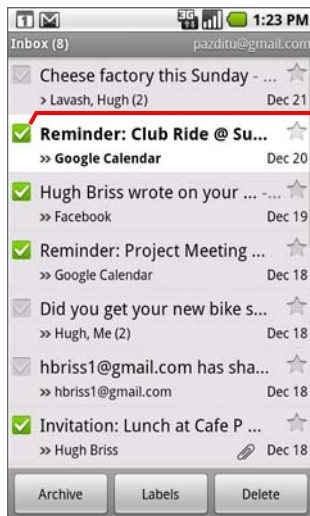 1 1:23 PM
Inbox (8) pazditu@gmail.com
Cheese factory this Sunday - ...
› Lavash, Hugh (2) Dec 21
Reminder: Club Ride @ Su...
» Google Calendar Dec 20
Hugh Briss wrote on your ... -...
» Facebook Dec 19
Reminder: Project Meeting ...
» Google Calendar Dec 18
Did you get your new bike s...
» Hugh, Me (2) Dec 18
hbriss1@gmail.com has sha...
» hbriss1@gmail.com Dec 18
Invitation: Lunch at Cafe P ...
» Hugh Briss Dec 18
Archive Labels Delete